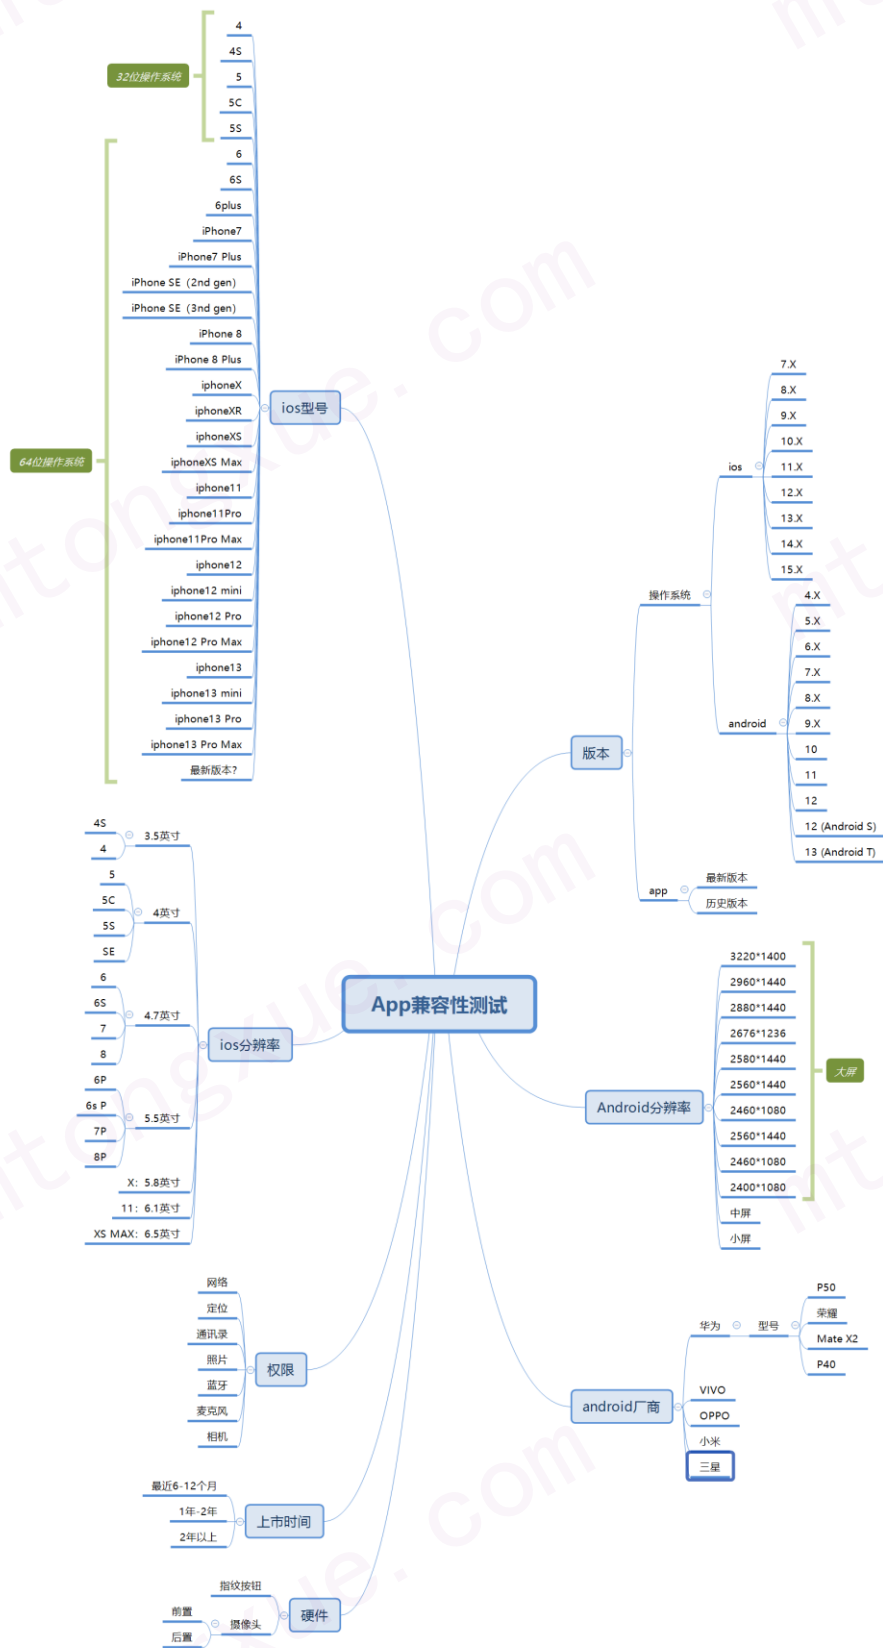 App兼容性测试
ios型号
32位操作系统
4
4S
5
5C
5S
64位操作系统
6
6S
6plus
iPhone7
iPhone7 Plus
iPhone SE（2nd gen）
iPhone SE（3nd gen）
iPhone 8
iPhone 8 Plus
iphoneX
iphoneXR
iphoneXS
iphoneXS Max
iphone11
iphone11Pro
iphone11Pro Max
iphone12
iphone12 mini
iphone12 Pro
iphone12 Pro Max
iphone13
iphone13 mini
iphone13 Pro
iphone13 Pro Max
最新版本?
ios分辨率
3.5英寸
4S
4
4英寸
5
5C
5S
SE
4.7英寸
6
6S
7
8
5.5英寸
6P
6s P
7P
8P
X：5.8英寸
11：6.1英寸
XS MAX：6.5英寸
权限
网络
定位
通讯录
照片
蓝牙
麦克风
相机
上市时间
最近6-12个月
1年-2年
2年以上
硬件
指纹按钮
摄像头
前置
后置
版本
操作系统
ios
7.X
8.X
9.X
10.X
11.X
12.X
13.X
14.X
15.X
android
4.X
5.X
6.X
7.X
8.X
9.X
10
11
12
12 (Android S)
13 (Android T)
app
最新版本
历史版本
Android分辨率
大屏
3220*1400
2960*1440
2880*1440
2676*1236
2580*1440
2560*1440
2460*1080
2560*1440
2460*1080
2400*1080
中屏
小屏
android厂商
华为
型号
P50
荣耀
Mate X2
P40
VIVO
OPPO
小米
三星
mtongxue.com